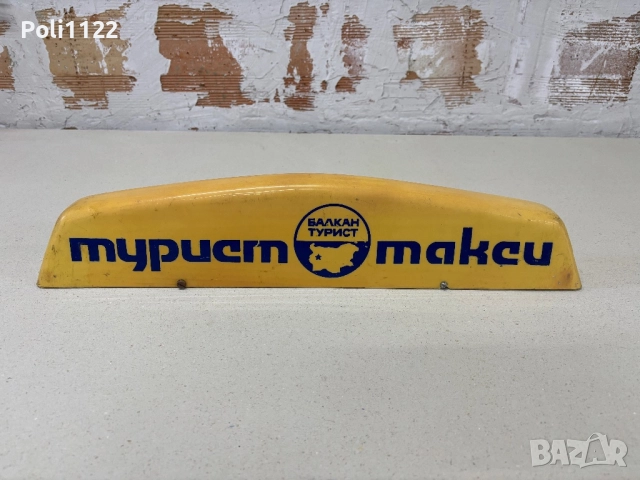 Poli1122
БАЛКАН
ТУРИСТ
турист такси
BAZAR